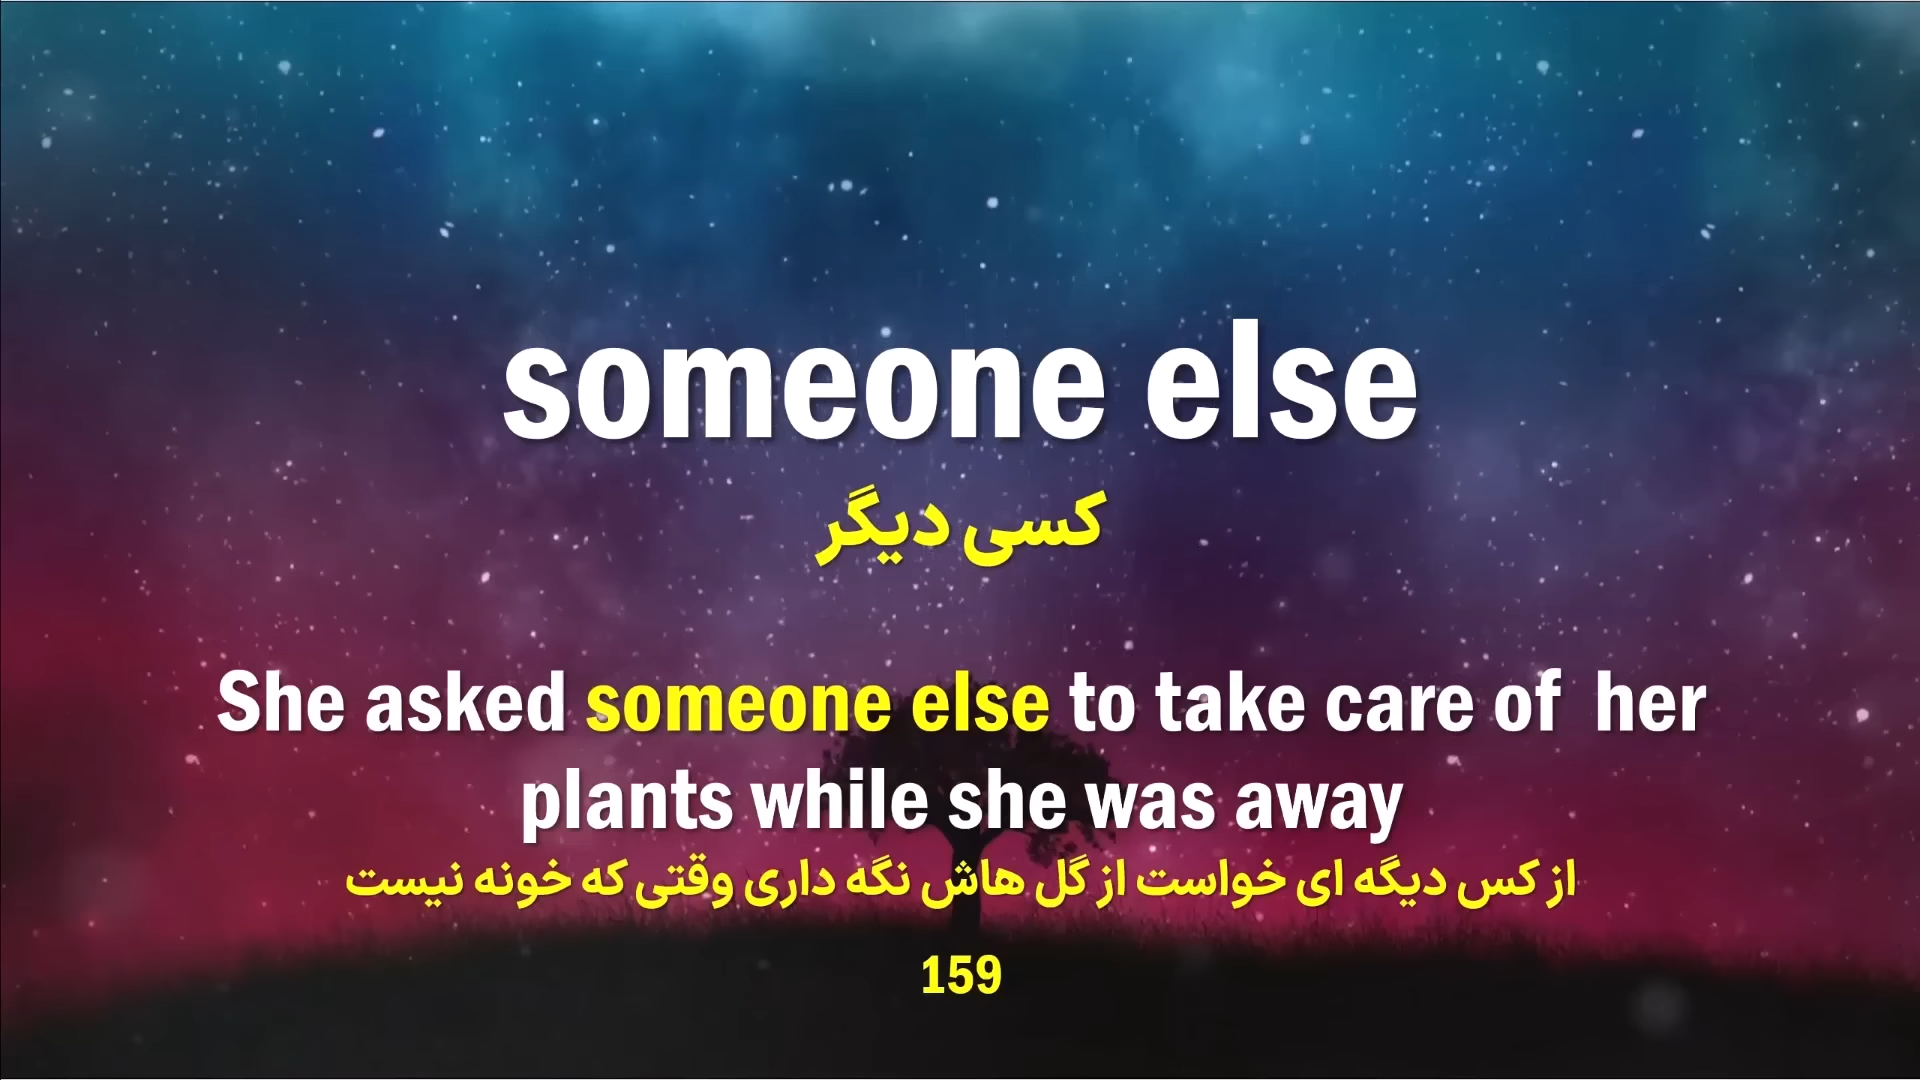 someone else
کسی دیگر
She asked someone else to take care of her
plants while she was away
از کس دیگه ای خواست از گل هاش نگه داری وقتی که خونه نیست
159